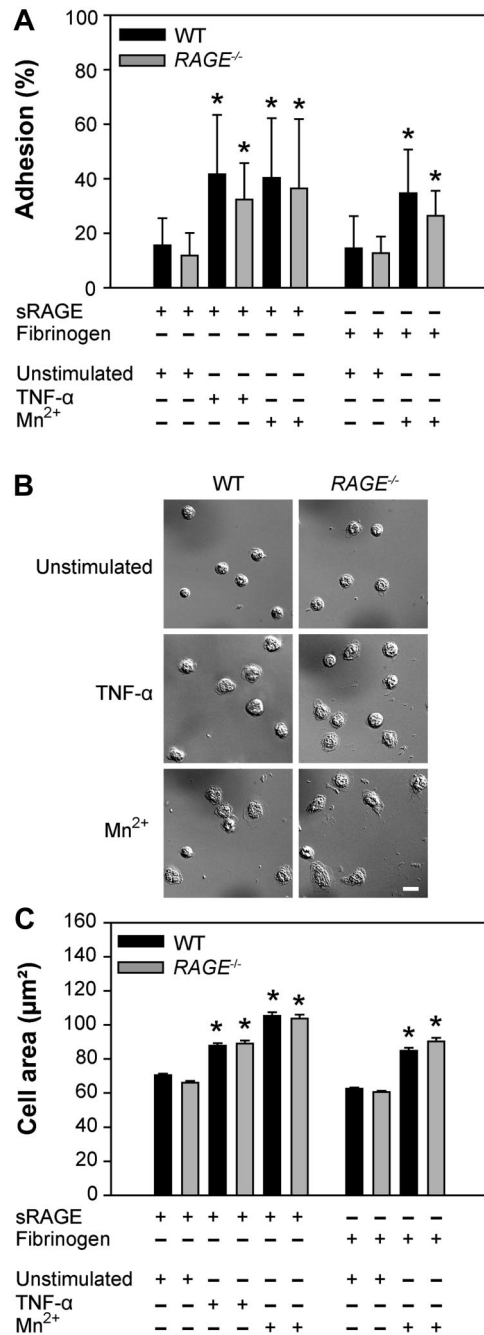 A
100
80
60
40
20
0
Adhesion (%)
WT
RAGE-/-
* * * * * *
sRAGE + + + + + + – – – –
Fibrinogen – – – – – – + + + +
Unstimulated + + – – – – + + – –
TNF-α – – + + – – – – – –
Mn2+ – – – – + + – – + +
B
WT RAGE-/-
Unstimulated
TNF-α
Mn2+
C
160
140
120
100
80
60
40
20
0
Cell area (µm²)
WT
RAGE-/-
* * * * * *
sRAGE + + + + + + – – – –
Fibrinogen – – – – – – + + + +
Unstimulated + + – – – – + + – –
TNF-α – – + + – – – – – –
Mn2+ – – – – + + – – + +